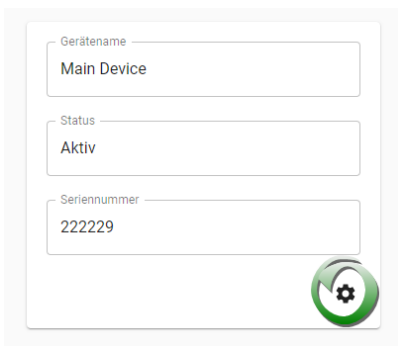 Gerätename
Main Device
Status
Aktiv
Seriennummer
222229